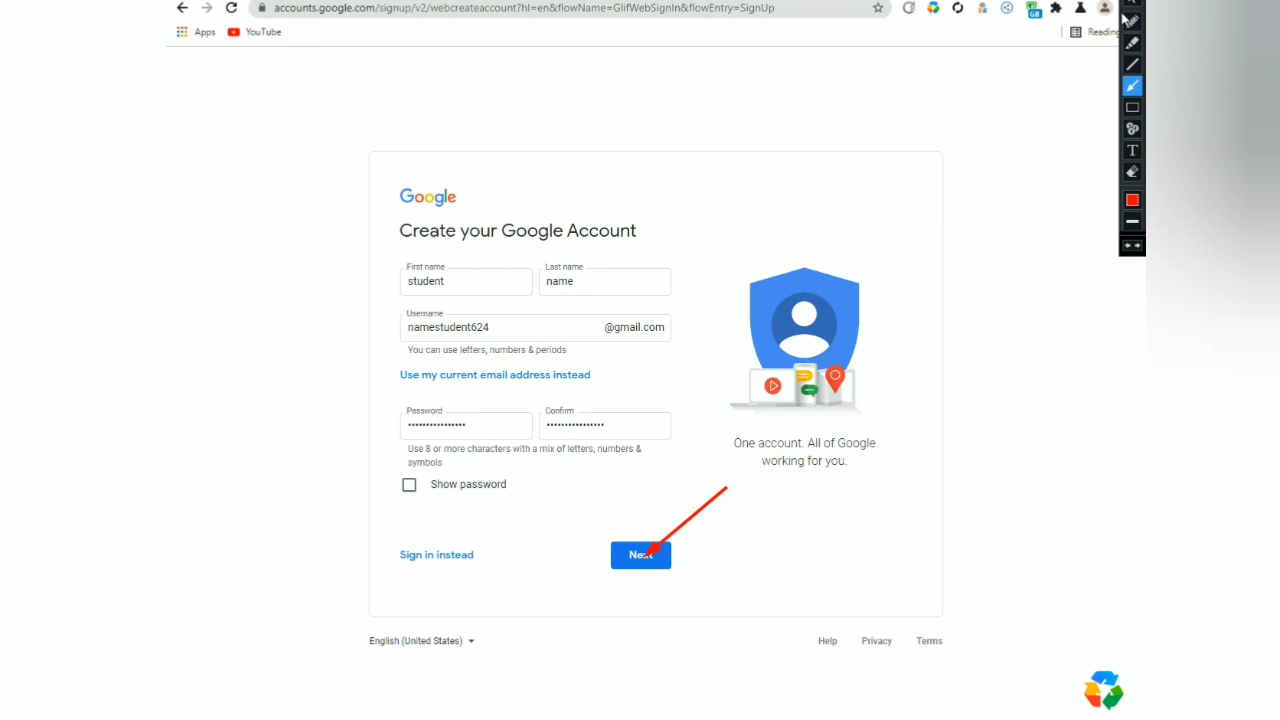 accounts.google.com/signup/v2/webcreateaccount?hl=en&flowName=GlifWebSignIn&flowEntry=SignUp
Apps YouTube Reading
Google
Create your Google Account
First name Last name
student name
Username
namestudent624 @gmail.com
You can use letters, numbers & periods
Use my current email address instead
Password Confirm
•••••••••••••••• ••••••••••••••••
Use 8 or more characters with a mix of letters, numbers &
symbols
Show password
One account. All of Google
working for you.
Sign in instead Next
English (United States) Help Privacy Terms